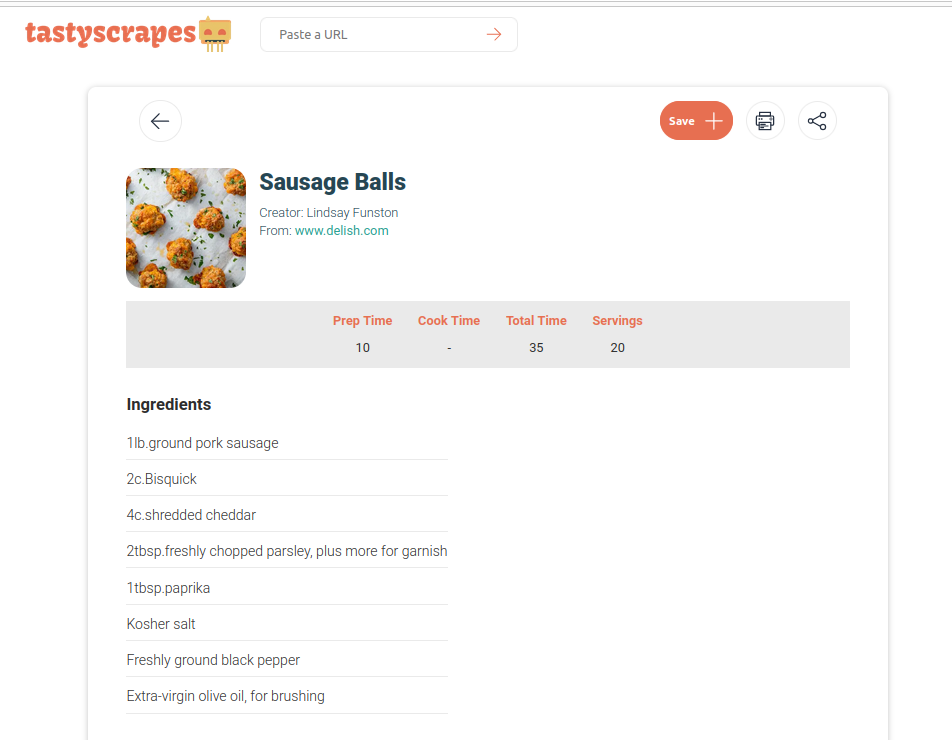 tastyscrapes
Paste a URL
Save
Sausage Balls
Creator: Lindsay Funston
From: www.delish.com
Prep Time Cook Time Total Time Servings
10 - 35 20
Ingredients
1lb.ground pork sausage
2c.Bisquick
4c.shredded cheddar
2tbsp.freshly chopped parsley, plus more for garnish
1tbsp.paprika
Kosher salt
Freshly ground black pepper
Extra-virgin olive oil, for brushing